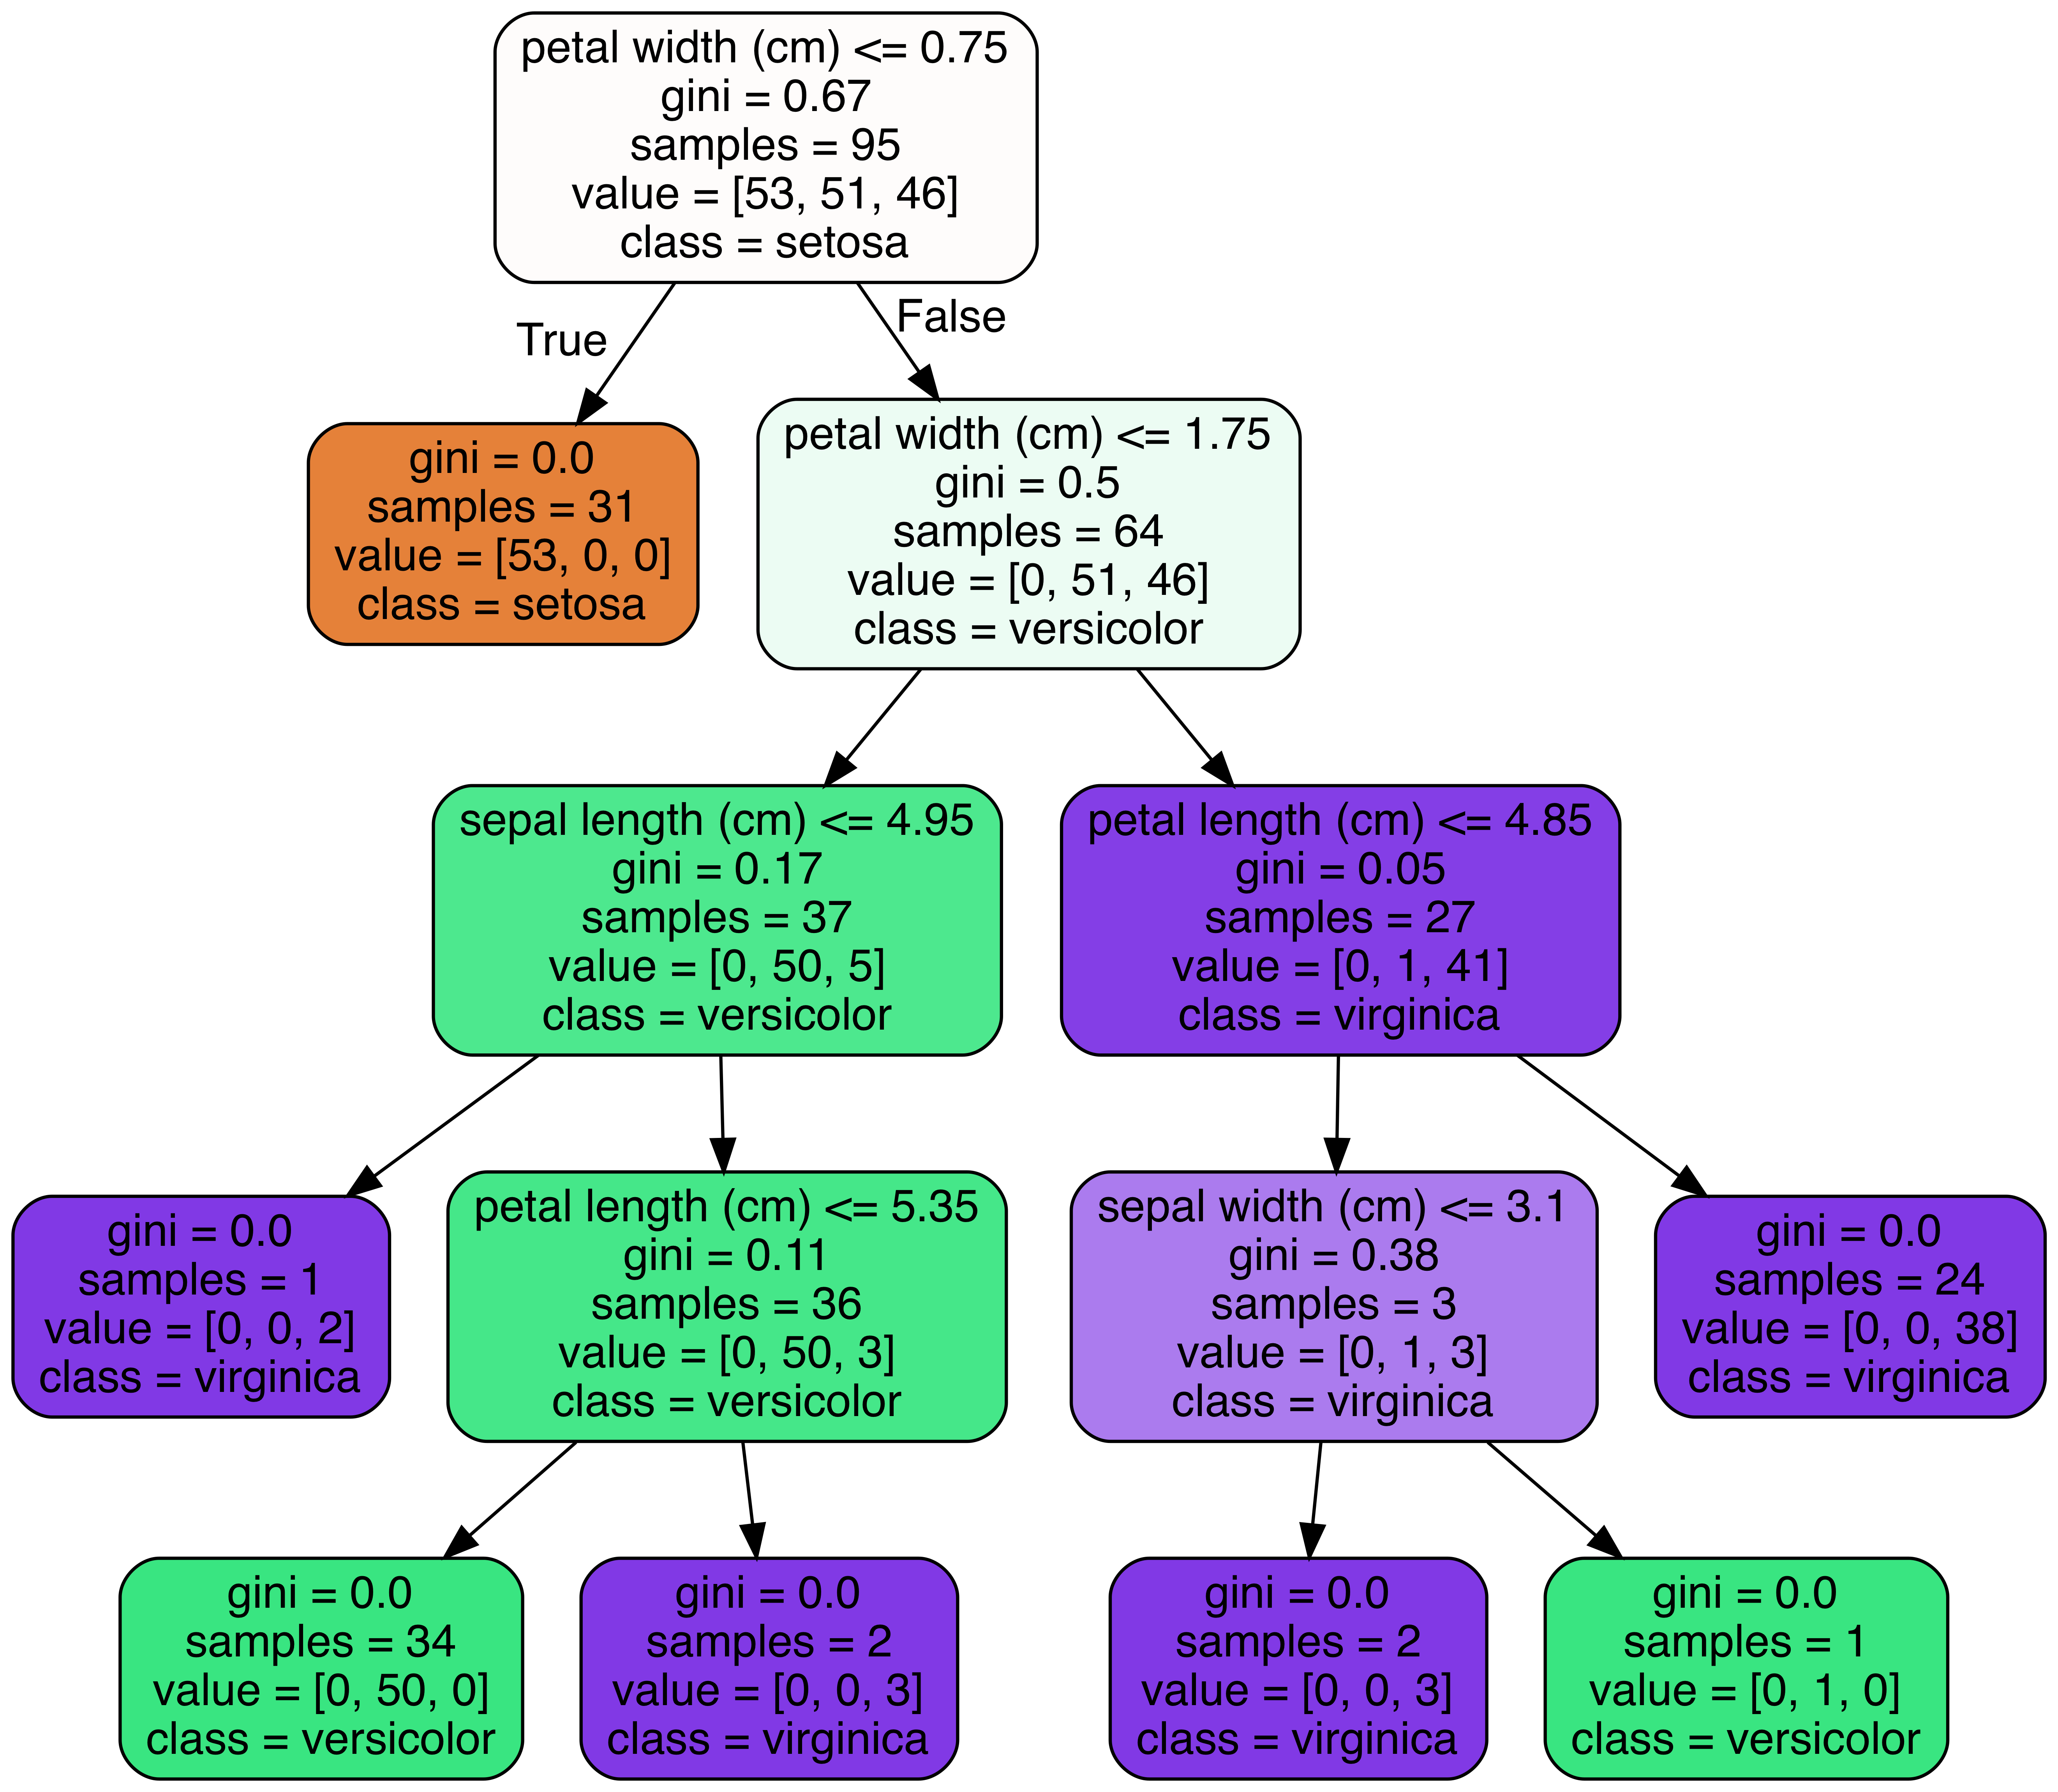 petal width (cm) <= 0.75
gini = 0.67
samples = 95
value = [53, 51, 46]
class = setosa
True
False
gini = 0.0
samples = 31
value = [53, 0, 0]
class = setosa
petal width (cm) <= 1.75
gini = 0.5
samples = 64
value = [0, 51, 46]
class = versicolor
sepal length (cm) <= 4.95
gini = 0.17
samples = 37
value = [0, 50, 5]
class = versicolor
petal length (cm) <= 4.85
gini = 0.05
samples = 27
value = [0, 1, 41]
class = virginica
gini = 0.0
samples = 1
value = [0, 0, 2]
class = virginica
petal length (cm) <= 5.35
gini = 0.11
samples = 36
value = [0, 50, 3]
class = versicolor
sepal width (cm) <= 3.1
gini = 0.38
samples = 3
value = [0, 1, 3]
class = virginica
gini = 0.0
samples = 24
value = [0, 0, 38]
class = virginica
gini = 0.0
samples = 34
value = [0, 50, 0]
class = versicolor
gini = 0.0
samples = 2
value = [0, 0, 3]
class = virginica
gini = 0.0
samples = 2
value = [0, 0, 3]
class = virginica
gini = 0.0
samples = 1
value = [0, 1, 0]
class = versicolor